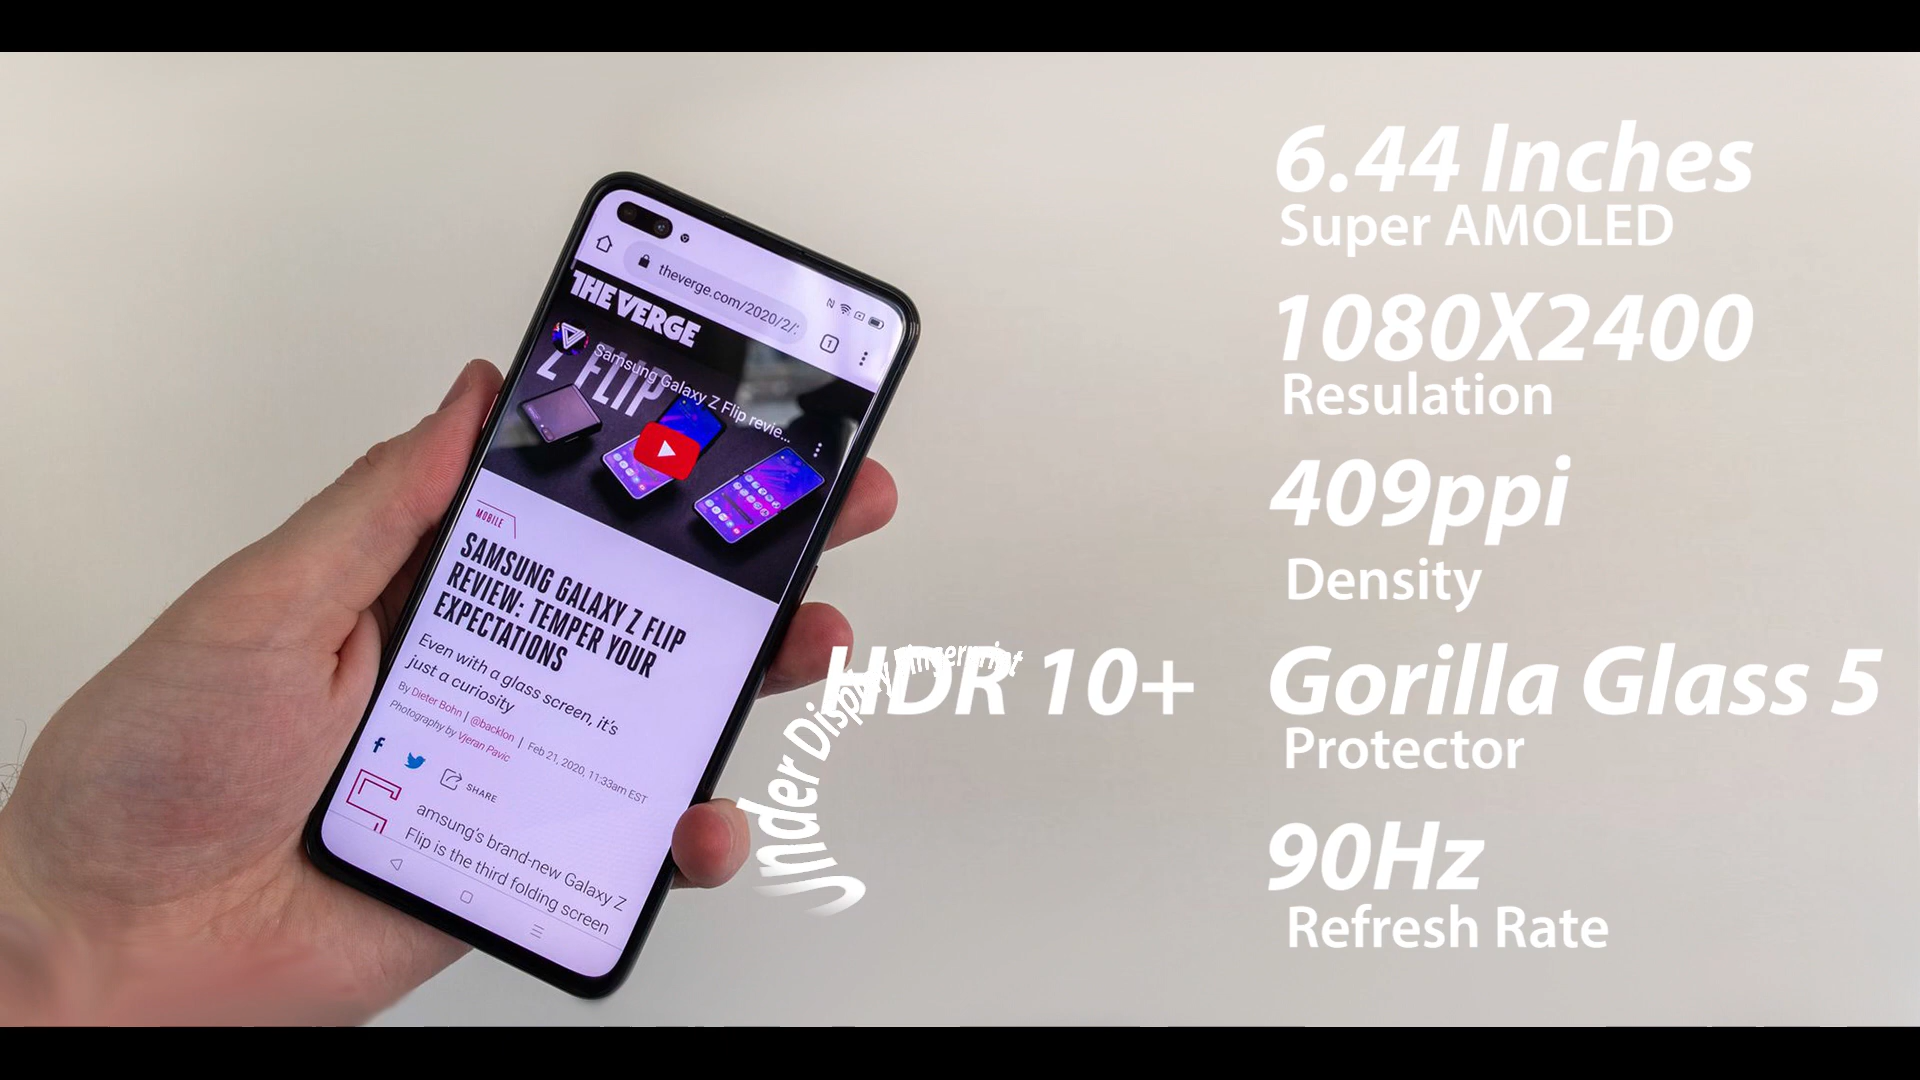 6.44 Inches
Super AMOLED
1080X2400
Resulation
409ppi
Density
HDR 10+
Gorilla Glass 5
Protector
90Hz
Refresh Rate
Under Display Fingerprint
theverge.com/2020/2/
1
THE VERGE
Z FLIP
Samsung Galaxy Z Flip revie...
MOBILE
SAMSUNG GALAXY Z FLIP
REVIEW: TEMPER YOUR
EXPECTATIONS
Even with a glass screen, it's
just a curiosity
By Dieter Bohn | @backlon | Feb 21, 2020, 11:33am EST
Photography by Vjeran Pavic
SHARE
amsung's brand-new Galaxy Z
Flip is the third folding screen